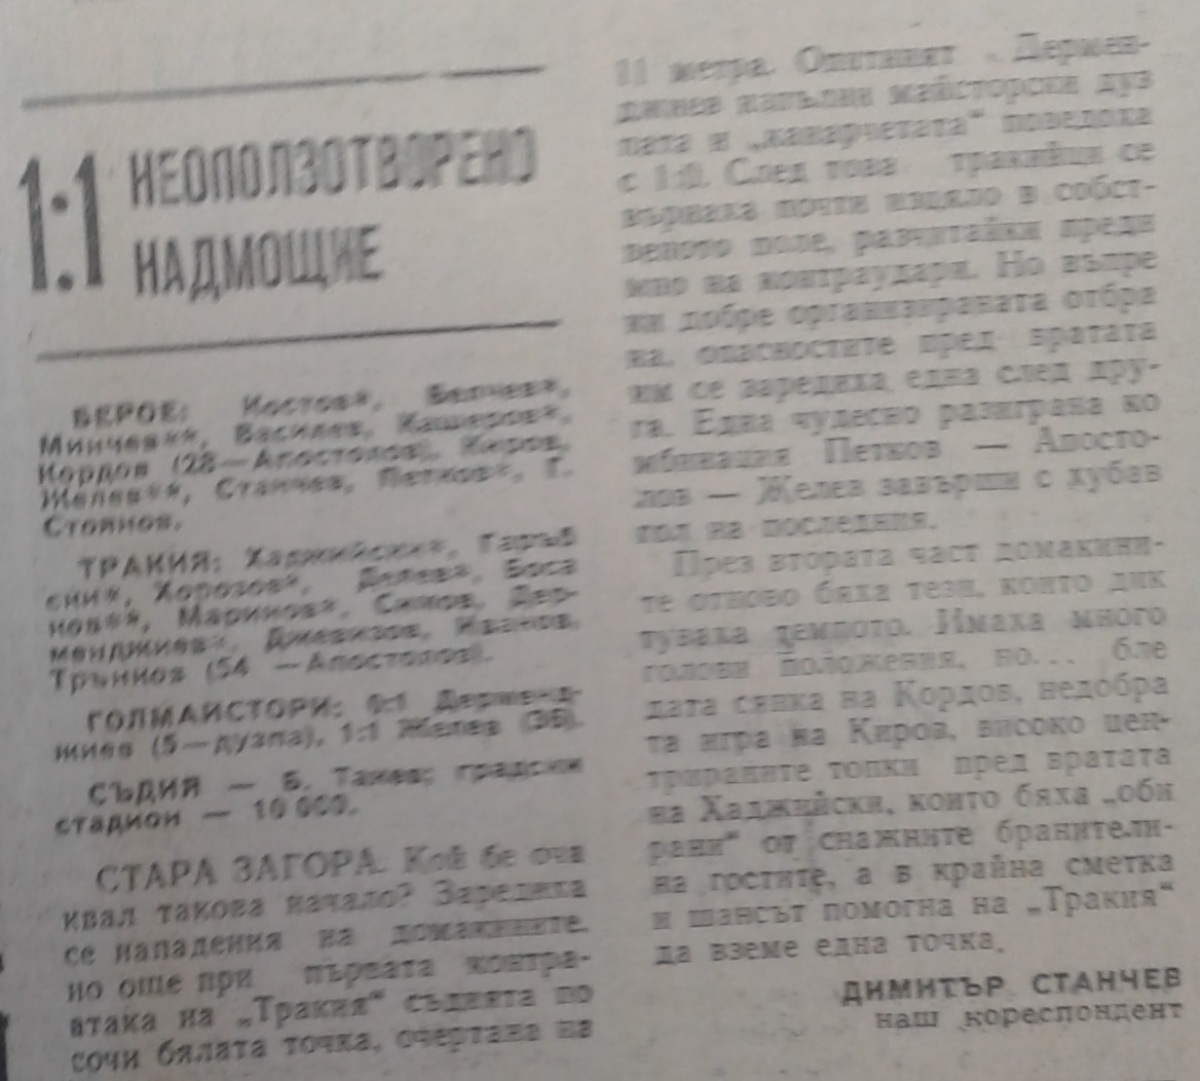 1:1 НЕОПОЛЗОТВОРЕНО
НАДМОЩИЕ
БЕРОЕ: Костов*, Белчев*,
Минчев**, Василев, Кашеров*,
Кордов (28—Апостолов), Киров,
Желев**, Станчев, Петков*, Г.
Стоянов.
ТРАКИЯ: Хаджийски*, Гаръб
ски*, Хорозов*, Делев*, Боса
нов**, Маринов*, Симов, Дер-
менджиев*, Джевизов, Иванов,
Трънков (54 —Апостолов).
ГОЛМАЙСТОРИ: 0:1 Дерменд-
жиев (5—дузпа), 1:1 Желев (36).
СЪДИЯ — Б. Танев; градски
стадион — 10 000.
СТАРА ЗАГОРА. Кой бе оча
квал такова начало? Заредиха
се нападения на домакините,
но още при първата контра-
атака на „Тракия“ съдията по
сочи бялата точка, очертана на
11 метра. Опитният Дермен-
джиев изпълни майсторски дуз
пата и „канарчетата“ поведоха
с 1:0. След това тракийци се
върнаха почти изцяло в собст-
веното поле, разчитайки преди
мно на контраудари. Но въпре
ки добре организираната отбра
на, опасностите пред вратата
им се заредиха една след дру-
га. Една чудесно разиграна ко
мбинация Петков — Апосто-
лов — Желев завърши с хубав
гол на последния.
През втората част домакини-
те отново бяха тези, които дик
туваха темпото. Имаха много
голови положения, но... бле
дата сянка на Кордов, недобра
та игра на Киров, високо цен-
трираните топки пред вратата
на Хаджийски, които бяха „оби
рани“ от снажните бранители-
на гостите, а в крайна сметка
и шансът помогна на „Тракия“
да вземе една точка.
ДИМИТЪР СТАНЧЕВ
наш кореспондент